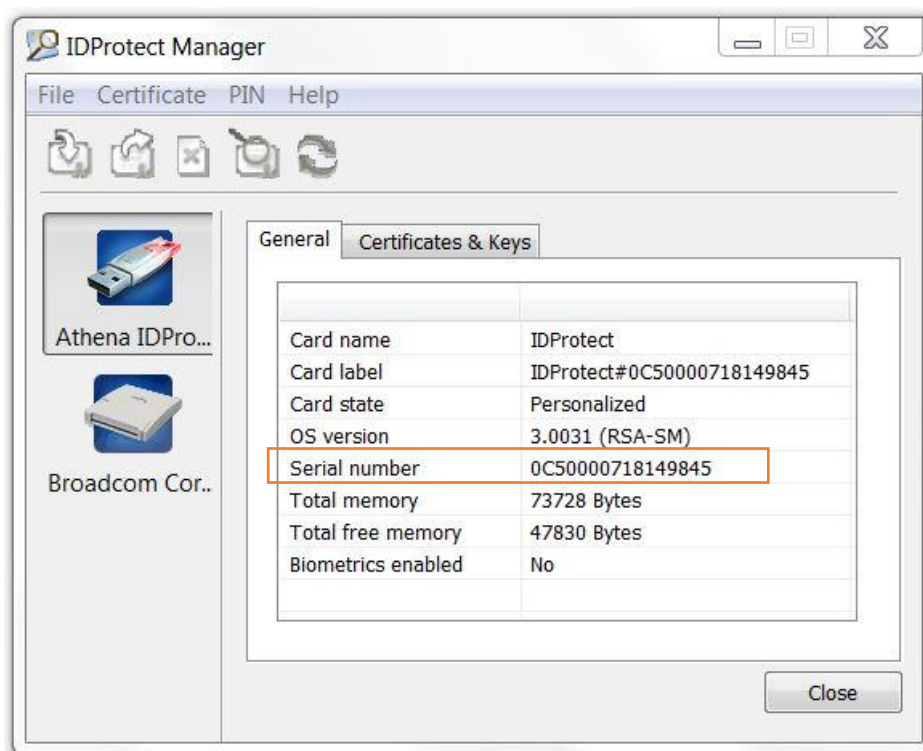 IDProtect Manager
File Certificate PIN Help
General Certificates & Keys
Athena IDPro...
Broadcom Cor..
Card name IDProtect
Card label IDProtect#0C50000718149845
Card state Personalized
OS version 3.0031 (RSA-SM)
Serial number 0C50000718149845
Total memory 73728 Bytes
Total free memory 47830 Bytes
Biometrics enabled No
Close